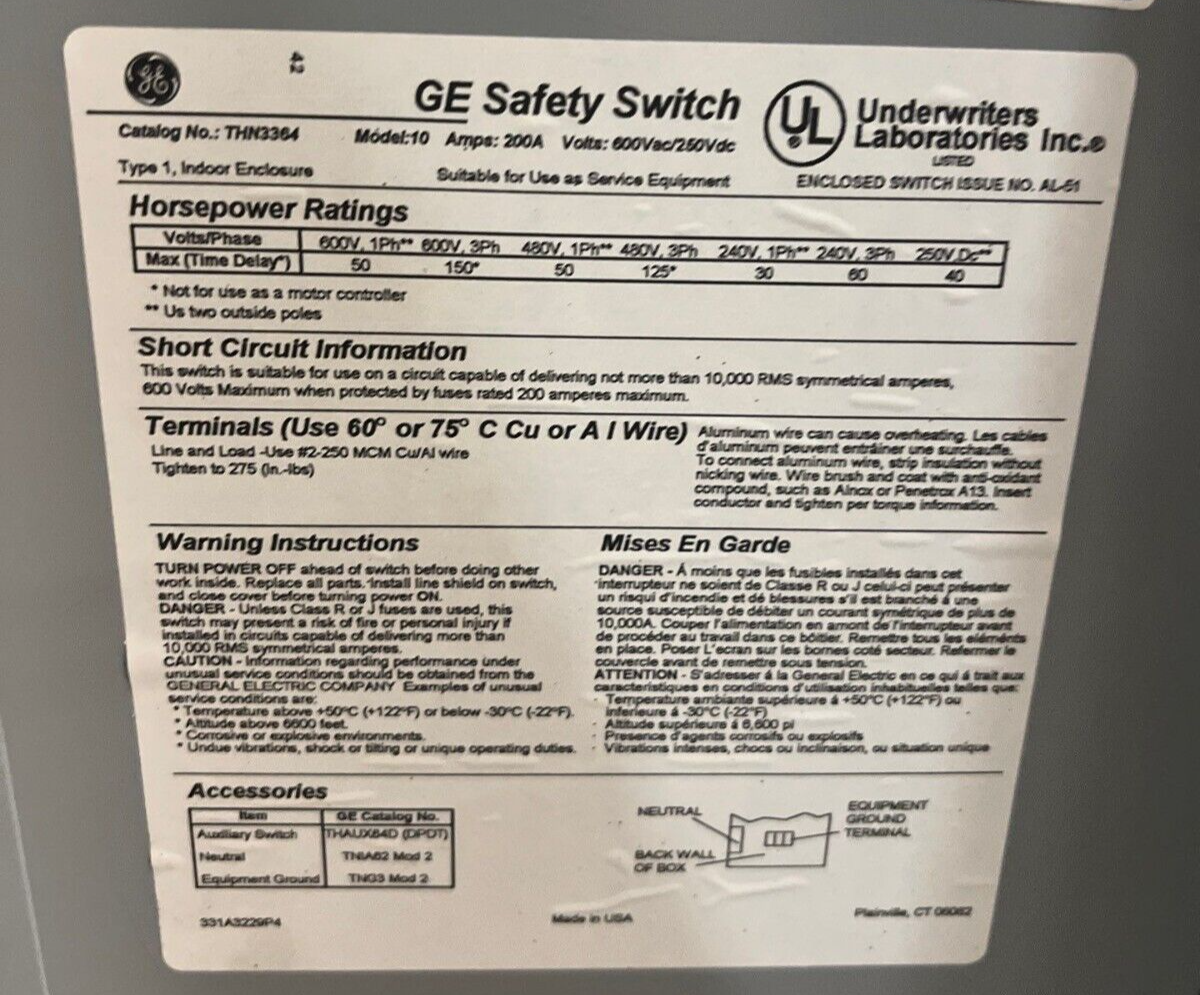 GE
GE Safety Switch
UL
Underwriters
Laboratories Inc.®
LISTED
ENCLOSED SWITCH ISSUE NO. AL-61
Catalog No.: THN3364 Model:10 Amps: 200A Volts: 600Vac/250Vdc
Type 1, Indoor Enclosure Suitable for Use as Service Equipment
Horsepower Ratings
Volts/Phase 600V, 1Ph** 600V, 3Ph 480V, 1Ph** 480V, 3Ph 240V, 1Ph** 240V, 3Ph 250V,Dc**
Max (Time Delay*) 50 150* 50 125* 30 60 40
* Not for use as a motor controller
** Us two outside poles
Short Circuit Information
This switch is suitable for use on a circuit capable of delivering not more than 10,000 RMS symmetrical amperes,
600 Volts Maximum when protected by fuses rated 200 amperes maximum.
Terminals (Use 60° or 75° C Cu or A l Wire)
Line and Load -Use #2-250 MCM Cu/Al wire
Tighten to 275 (in.-lbs)
Aluminum wire can cause overheating. Les cables
d'aluminum peuvent entràiner une surchauffe.
To connect aluminum wire, strip insulation without
nicking wire. Wire brush and coat with anti-oxidant
compound, such as Alnox or Penetrox A13. Insert
conductor and tighten per torque information.
Warning Instructions
TURN POWER OFF ahead of switch before doing other
work inside. Replace all parts. Install line shield on switch,
and close cover before turning power ON.
DANGER - Unless Class R or J fuses are used, this
switch may present a risk of fire or personal injury if
installed in circuits capable of delivering more than
10,000 RMS symmetrical amperes.
CAUTION - Information regarding performance under
unusual service conditions should be obtained from the
GENERAL ELECTRIC COMPANY Examples of unusual
service conditions are:
* Temperature above +50°C (+122°F) or below -30°C (-22°F).
* Altitude above 6600 feet.
* Corrosive or explosive environments.
* Undue vibrations, shock or tilting or unique operating duties.
Mises En Garde
DANGER - Á moins que les fusibles installés dans cet
interrupteur ne soient de Classe R ou J celui-ci peut présenter
un risqui d'incendie et dé blessures s'il est branché á une
source susceptible de débiter un courant symétrique de plus de
10,000A. Couper l'alimentation en amont de l'interrupteur avant
de procéder au travail dans ce bôitier. Remettre tous les eléménts
en place. Poser L'ecran sur les bornes coté secteur. Refermer le
couvercle avant de remettre sous tension.
ATTENTION - S'adresser á la General Electric en ce qui á trait aux
caracteristiques en conditions d'utilisation inhabituelles telles que:
- Temperature ambiante supérieure á +50°C (+122°F) ou
inferieure á -30°C (-22°F)
- Altitude supérieure á 6,600 pi
- Presence d'agents corrosifs ou explosifs
- Vibrations intenses, chocs ou inclinaison, ou situation unique
Accessories
Item GE Catalog No.
Auxiliary Switch THAUX64D (DPDT)
Neutral TNIA62 Mod 2
Equipment Ground TNG3 Mod 2
NEUTRAL
BACK WALL
OF BOX
EQUIPMENT
GROUND
TERMINAL
331A3229P4 Made in USA Plainville, CT 06062